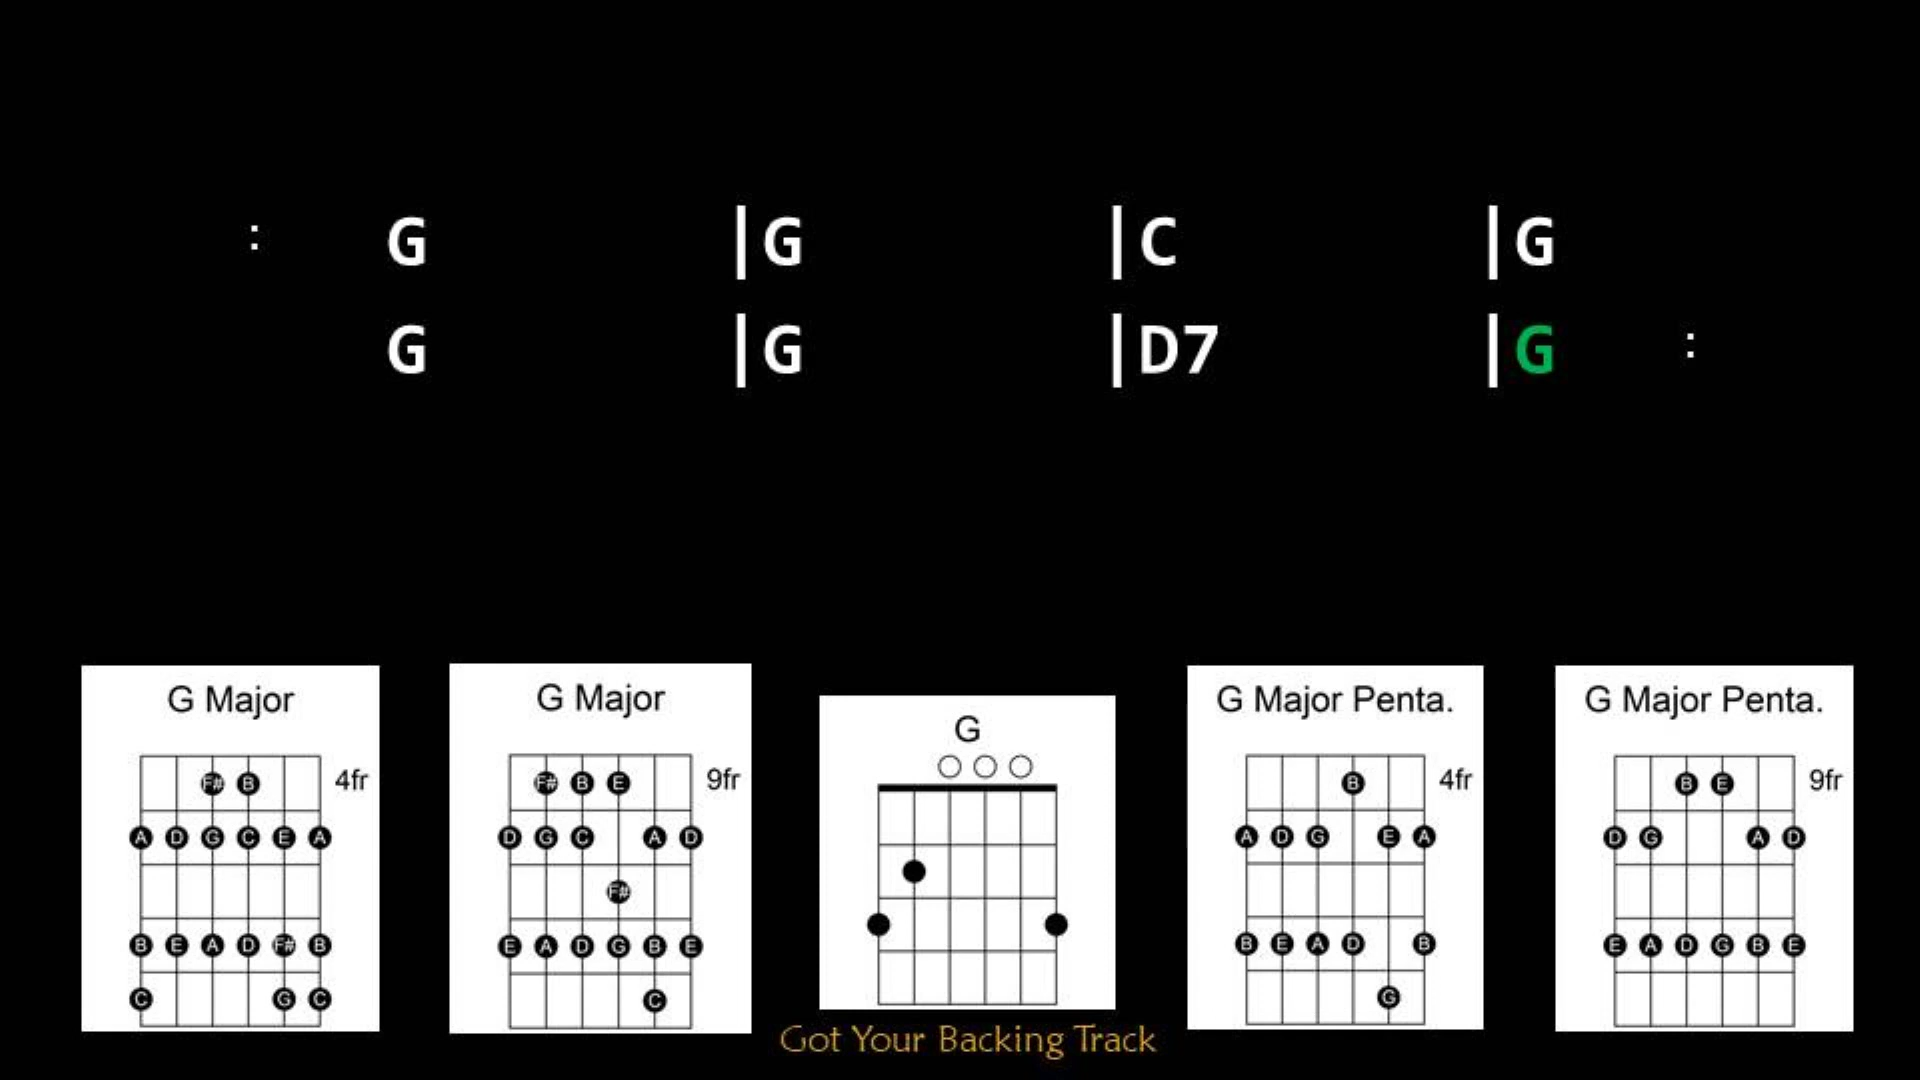 : G |G |C |G
G |G |D7 |G :
G Major
4fr
F# B
A D G C E A
B E A D F# B
C G C
G Major
9fr
F# B E
D G C A D
F#
E A D G B E
C
G
G Major Penta.
4fr
B
A D G E A
B E A D B
G
G Major Penta.
9fr
B E
D G A D
E A D G B E
Got Your Backing Track